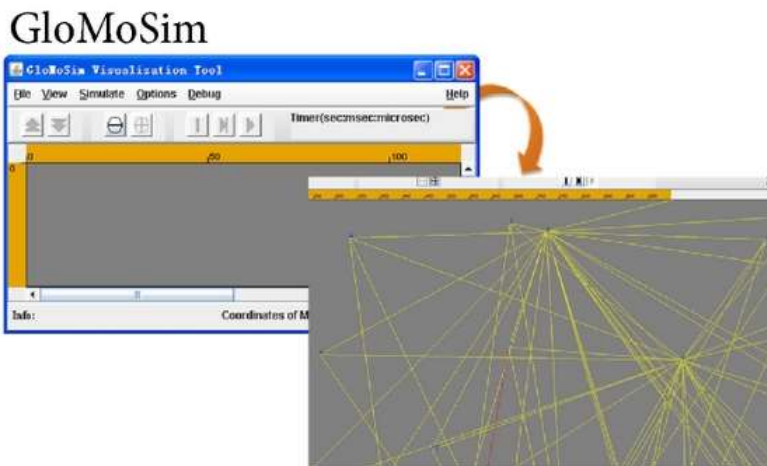 GloMoSim
GloMoSim Visualization Tool
File View Simulate Options Debug Help
Timer(sec:msec:microsec)
0 50 100
0
Info: Coordinates of M